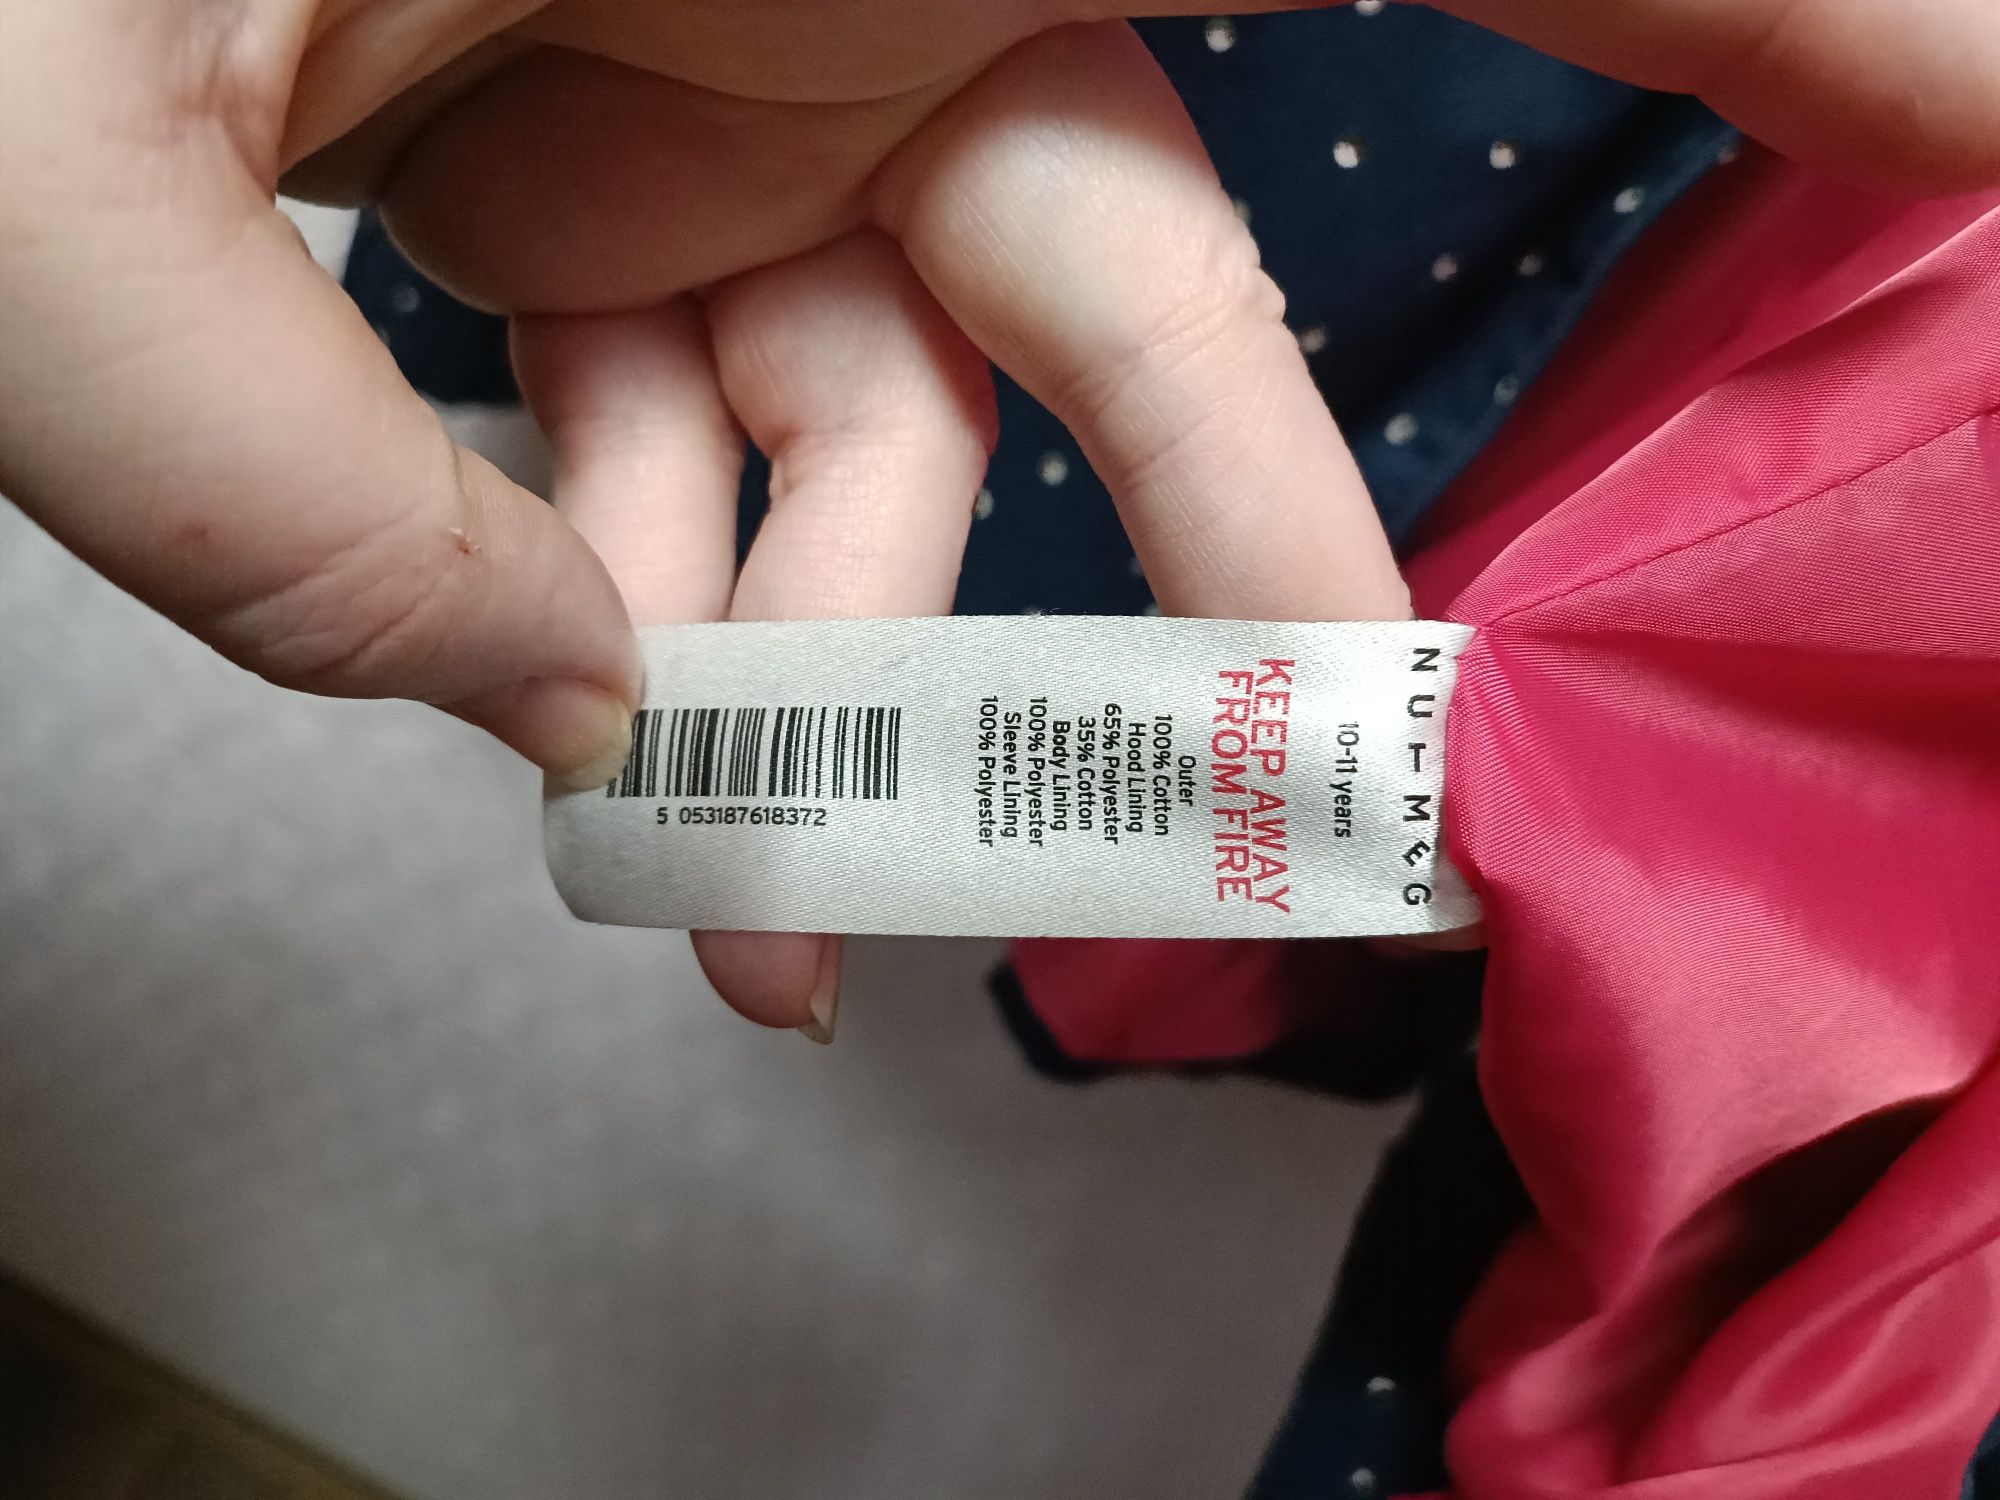 NUTMEG
10-11 years
KEEP AWAY
FROM FIRE
Outer
100% Cotton
Hood Lining
65% Polyester
35% Cotton
Body Lining
100% Polyester
Sleeve Lining
100% Polyester
5 053187618372